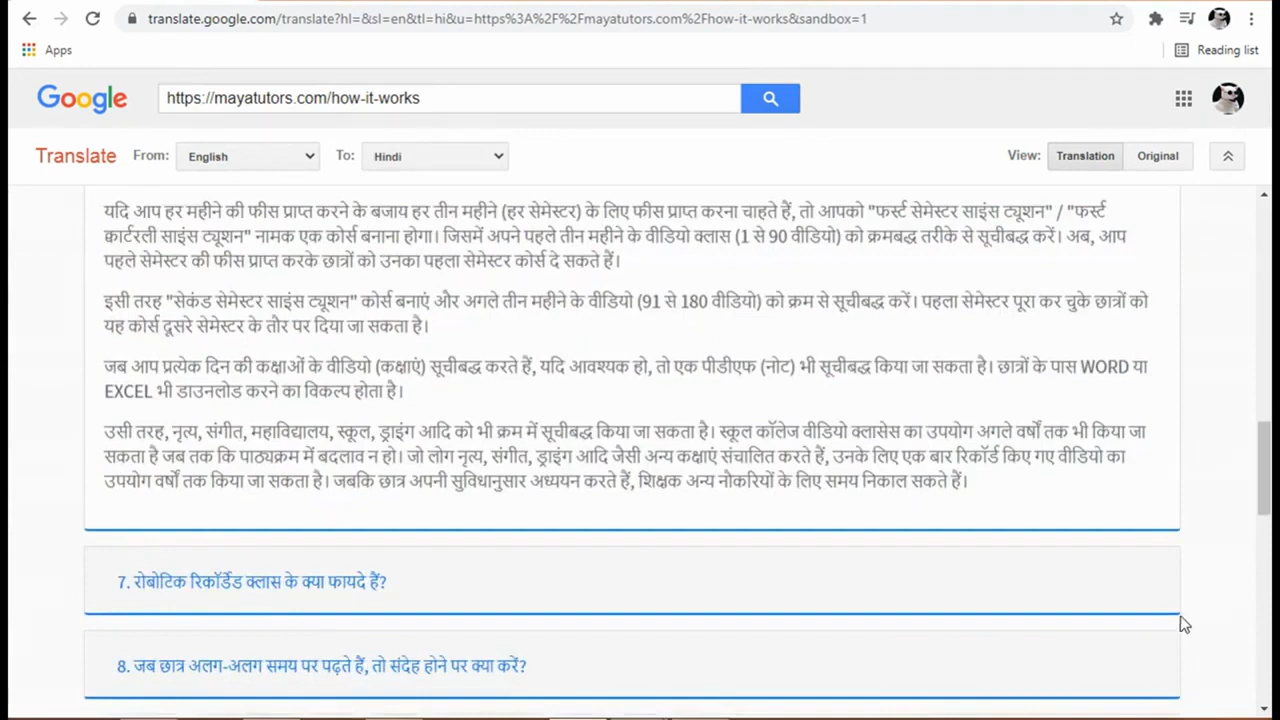 translate.google.com/translate?hl=&sl=en&tl=hi&u=https%3A%2F%2Fmayatutors.com%2Fhow-it-works&sandbox=1
Apps
Reading list
Google
https://mayatutors.com/how-it-works
Translate From: English To: Hindi View: Translation Original
यदि आप हर महीने की फीस प्राप्त करने के बजाय हर तीन महीने (हर सेमेस्टर) के लिए फीस प्राप्त करना चाहते हैं, तो आपको "फर्स्ट सेमेस्टर साइंस ट्यूशन" / "फर्स्ट
क्वार्टरली साइंस ट्यूशन" नामक एक कोर्स बनाना होगा। जिसमें अपने पहले तीन महीने के वीडियो क्लास (1 से 90 वीडियो) को क्रमबद्ध तरीके से सूचीबद्ध करें। अब, आप
पहले सेमेस्टर की फीस प्राप्त करके छात्रों को उनका पहला सेमेस्टर कोर्स दे सकते हैं।
इसी तरह "सेकंड सेमेस्टर साइंस ट्यूशन" कोर्स बनाएं और अगले तीन महीने के वीडियो (91 से 180 वीडियो) को क्रम से सूचीबद्ध करें। पहला सेमेस्टर पूरा कर चुके छात्रों को
यह कोर्स दूसरे सेमेस्टर के तौर पर दिया जा सकता है।
जब आप प्रत्येक दिन की कक्षाओं के वीडियो (कक्षाएं) सूचीबद्ध करते हैं, यदि आवश्यक हो, तो एक पीडीएफ (नोट) भी सूचीबद्ध किया जा सकता है। छात्रों के पास WORD या
EXCEL भी डाउनलोड करने का विकल्प होता है।
उसी तरह, नृत्य, संगीत, महाविद्यालय, स्कूल, ड्राइंग आदि को भी क्रम में सूचीबद्ध किया जा सकता है। स्कूल कॉलेज वीडियो क्लासेस का उपयोग अगले वर्षों तक भी किया जा
सकता है जब तक कि पाठ्यक्रम में बदलाव न हो। जो लोग नृत्य, संगीत, ड्राइंग आदि जैसी अन्य कक्षाएं संचालित करते हैं, उनके लिए एक बार रिकॉर्ड किए गए वीडियो का
उपयोग वर्षों तक किया जा सकता है। जबकि छात्र अपनी सुविधानुसार अध्ययन करते हैं, शिक्षक अन्य नौकरियों के लिए समय निकाल सकते हैं।
7. रोबोटिक रिकॉर्डेड क्लास के क्या फायदे हैं?
8. जब छात्र अलग-अलग समय पर पढ़ते हैं, तो संदेह होने पर क्या करें?